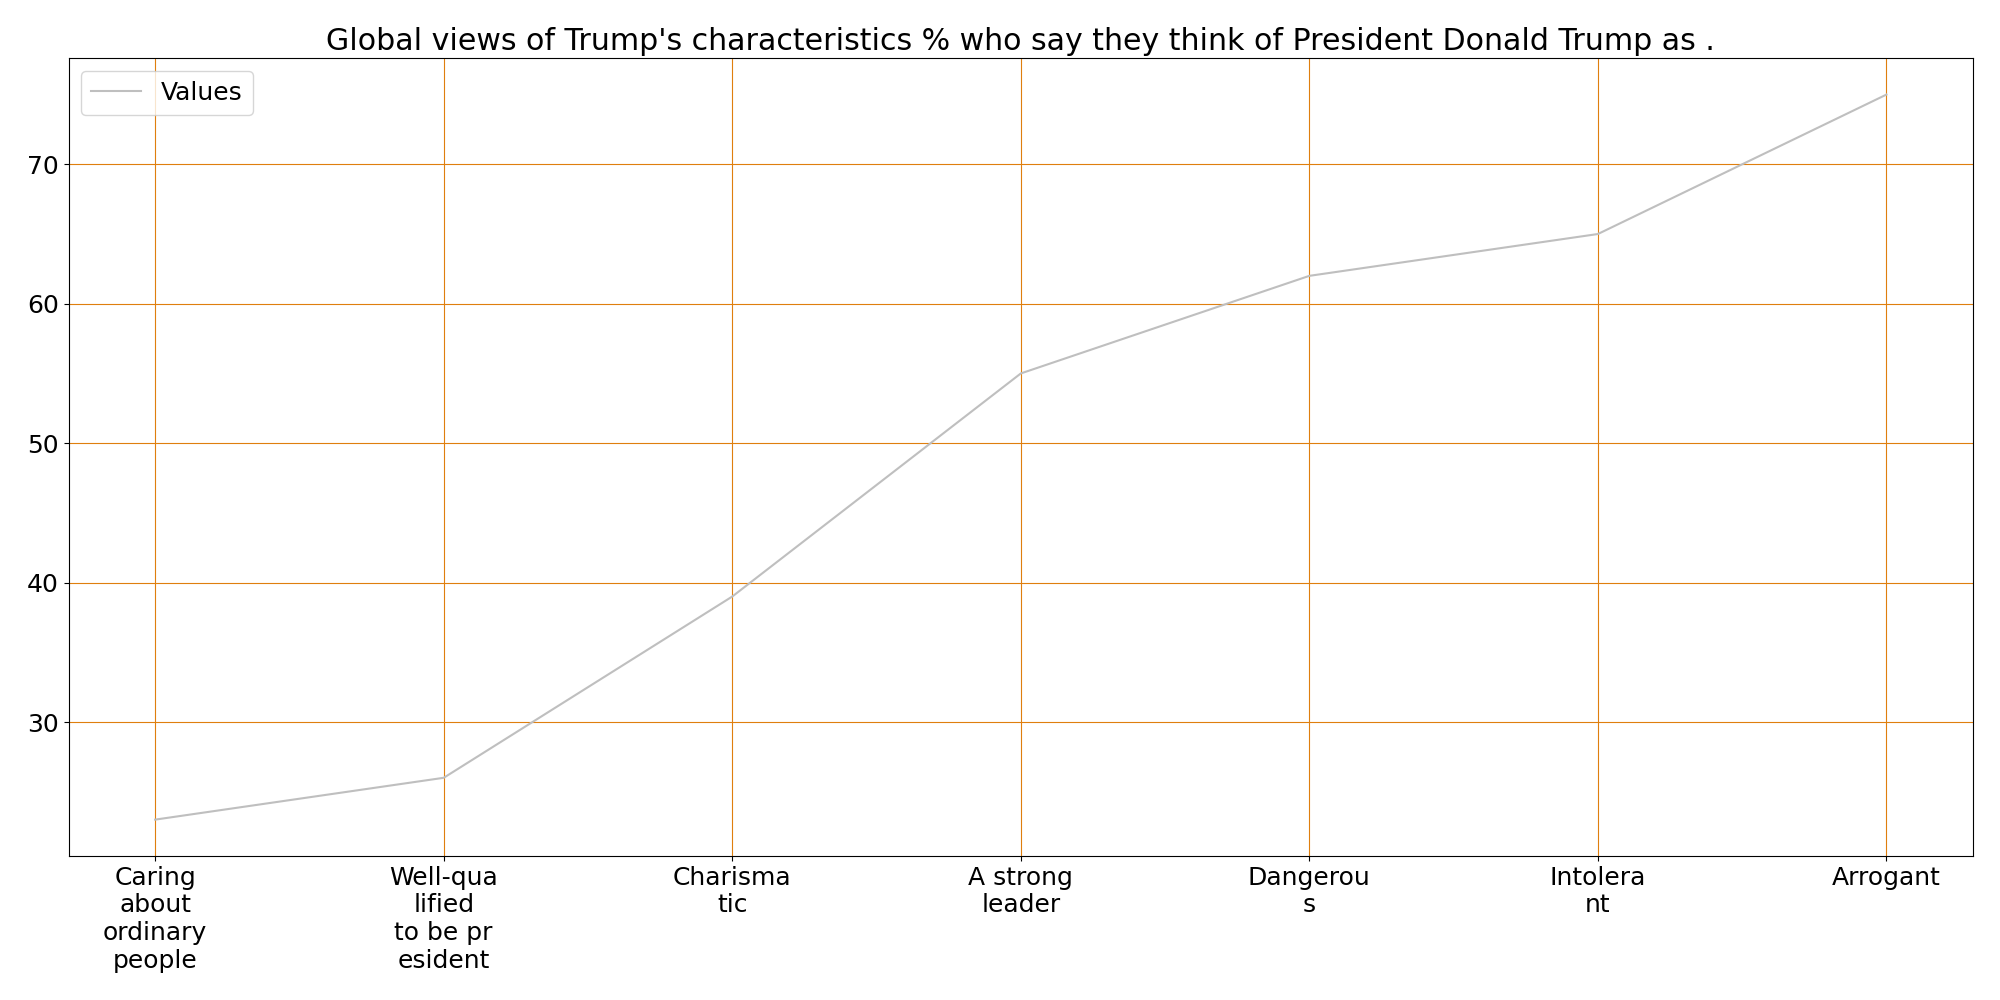 Global views of Trump's characteristics % who say they think of President Donald Trump as .
Values
70
60
50
40
30
Caring
about
ordinary
people
Well-qua
lified
to be pr
esident
Charisma
tic
A strong
leader
Dangerou
s
Intolera
nt
Arrogant